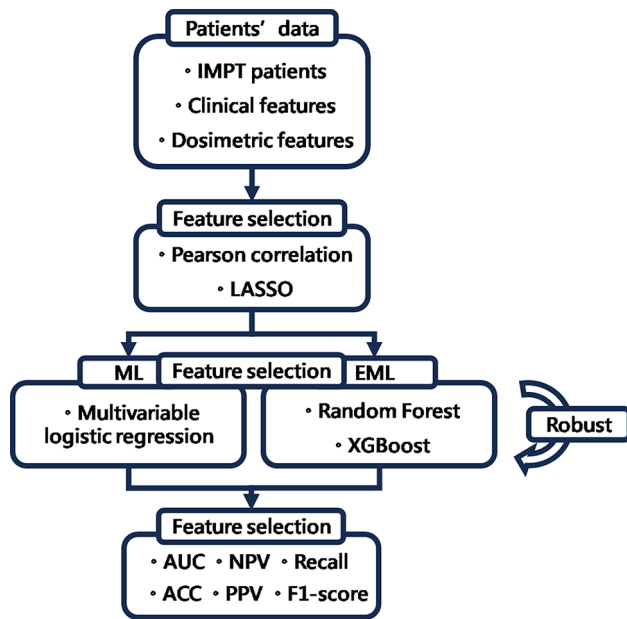 Patients' data
◦ IMPT patients
◦ Clinical features
◦ Dosimetric features
Feature selection
◦ Pearson correlation
◦ LASSO
ML
Feature selection
EML
◦ Multivariable
logistic regression
◦ Random Forest
◦ XGBoost
Robust
Feature selection
◦ AUC ◦ NPV ◦ Recall
◦ ACC ◦ PPV ◦ F1-score